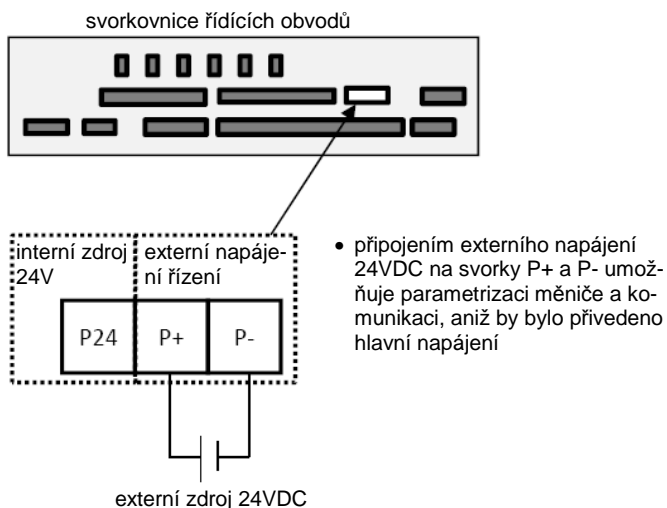 svorkovnice řídících obvodů
interní zdroj
24V
externí napáje-
ní řízení
P24
P+
P-
externí zdroj 24VDC
• připojením externího napájení
24VDC na svorky P+ a P- umož-
ňuje parametrizaci měniče a ko-
munikaci, aniž by bylo přivedeno
hlavní napájení